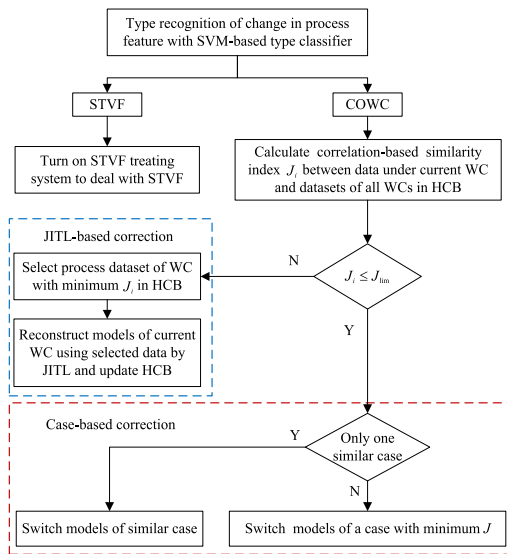 Type recognition of change in process
feature with SVM-based type classifier
STVF
COWC
Turn on STVF treating
system to deal with STVF
Calculate correlation-based similarity
index J_i between data under current WC
and datasets of all WCs in HCB
JITL-based correction
Select process dataset of WC
with minimum J_i in HCB
N
J_i ≤ J_lim
Reconstruct models of current
WC using selected data by
JITL and update HCB
Y
Case-based correction
Y
Only one
similar case
N
Switch models of similar case
Switch models of a case with minimum J